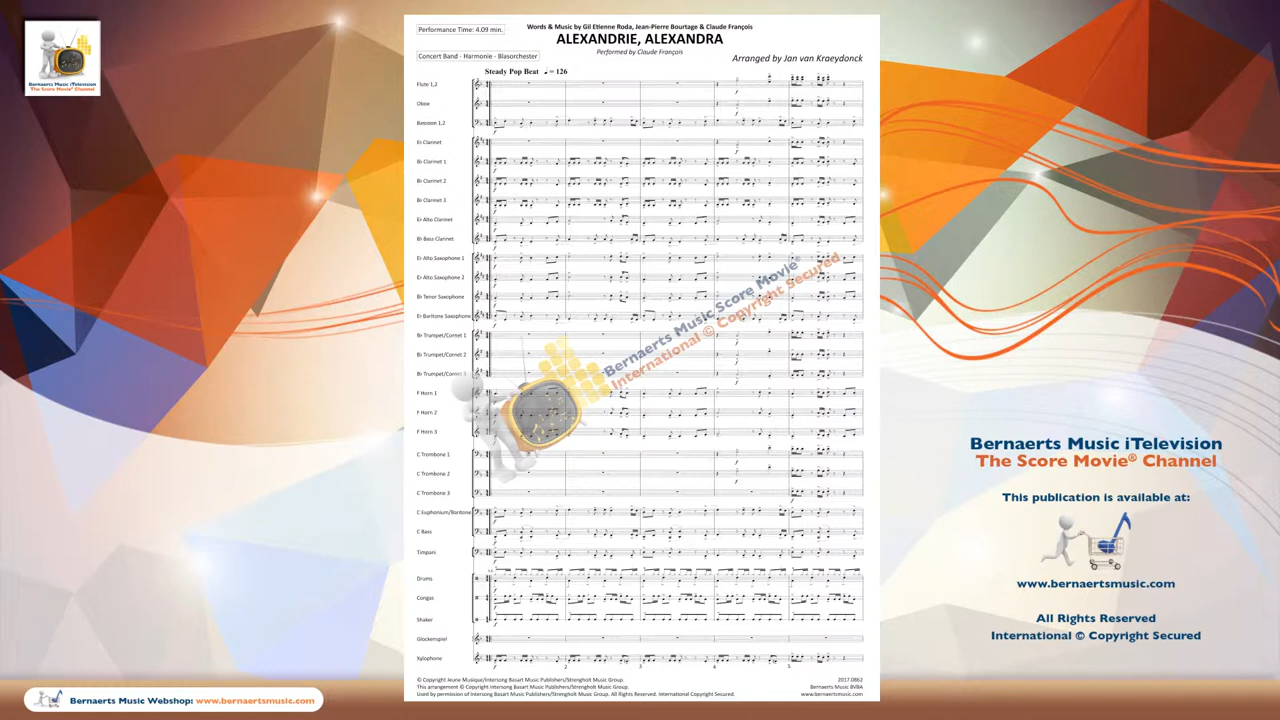 Bernaerts Music iTelevision
The Score Movie® Channel
Performance Time: 4.09 min.
Words & Music by Gil Etienne Roda, Jean-Pierre Bourtage & Claude François
ALEXANDRIE, ALEXANDRA
Performed by Claude François
Concert Band - Harmonie - Blasorchester
Arranged by Jan van Kraeydonck
Steady Pop Beat ♩ = 126
Flute 1,2
Oboe
Bassoon 1,2
E♭ Clarinet
B♭ Clarinet 1
B♭ Clarinet 2
B♭ Clarinet 3
E♭ Alto Clarinet
B♭ Bass Clarinet
E♭ Alto Saxophone 1
E♭ Alto Saxophone 2
B♭ Tenor Saxophone
E♭ Baritone Saxophone
B♭ Trumpet/Cornet 1
B♭ Trumpet/Cornet 2
B♭ Trumpet/Cornet 3
F Horn 1
F Horn 2
F Horn 3
C Trombone 1
C Trombone 2
C Trombone 3
C Euphonium/Baritone
C Bass
Timpani
Drums
Congas
Shaker
Glockenspiel
Xylophone
2 3 4 5
Bernaerts Music Score Movie®
International © Copyright Secured
© Copyright Jeune Musique/Intersong Basart Music Publishers/Strengholt Music Group.
This arrangement © Copyright Intersong Basart Music Publishers/Strengholt Music Group.
Used by permission of Intersong Basart Music Publishers/Strengholt Music Group. All Rights Reserved. International Copyright Secured.
2017.0862
Bernaerts Music BVBA
www.bernaertsmusic.com
Bernaerts Music iTelevision
The Score Movie® Channel
This publication is available at:
www.bernaertsmusic.com
All Rights Reserved
International © Copyright Secured
Bernaerts Music Webshop: www.bernaertsmusic.com